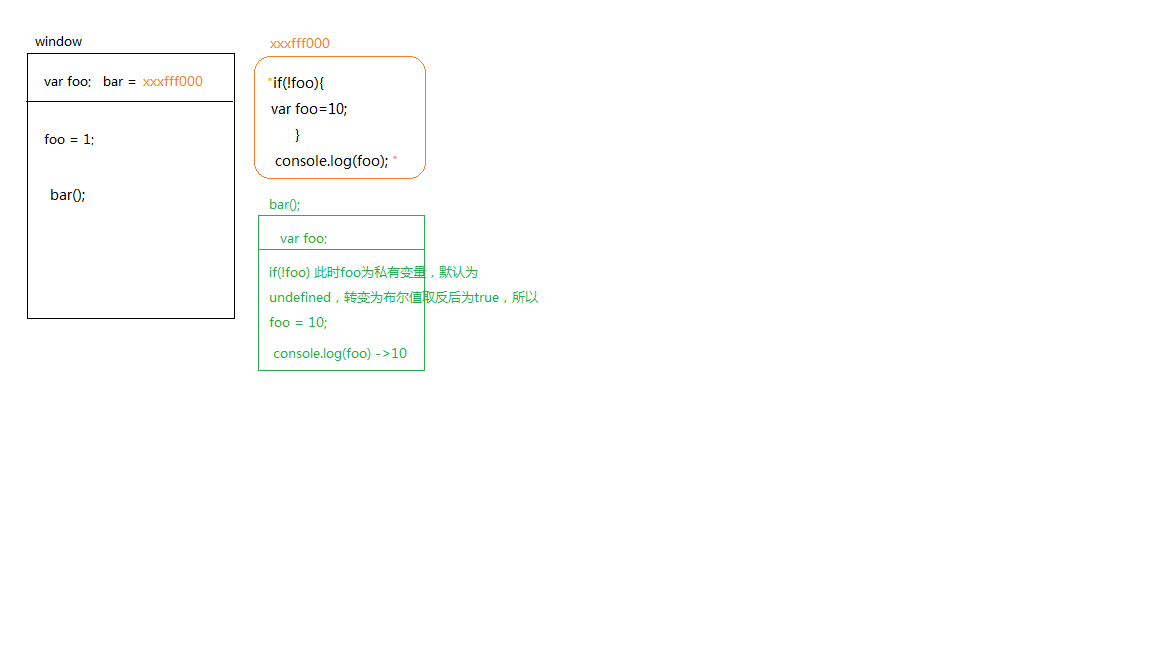 window
var foo; bar = xxxfff000
foo = 1;
bar();
xxxfff000
"if(!foo){
var foo=10;
}
console.log(foo); "
bar();
var foo;
if(!foo) 此时foo为私有变量，默认为
undefined，转变为布尔值取反后为true，所以
foo = 10;
console.log(foo) ->10